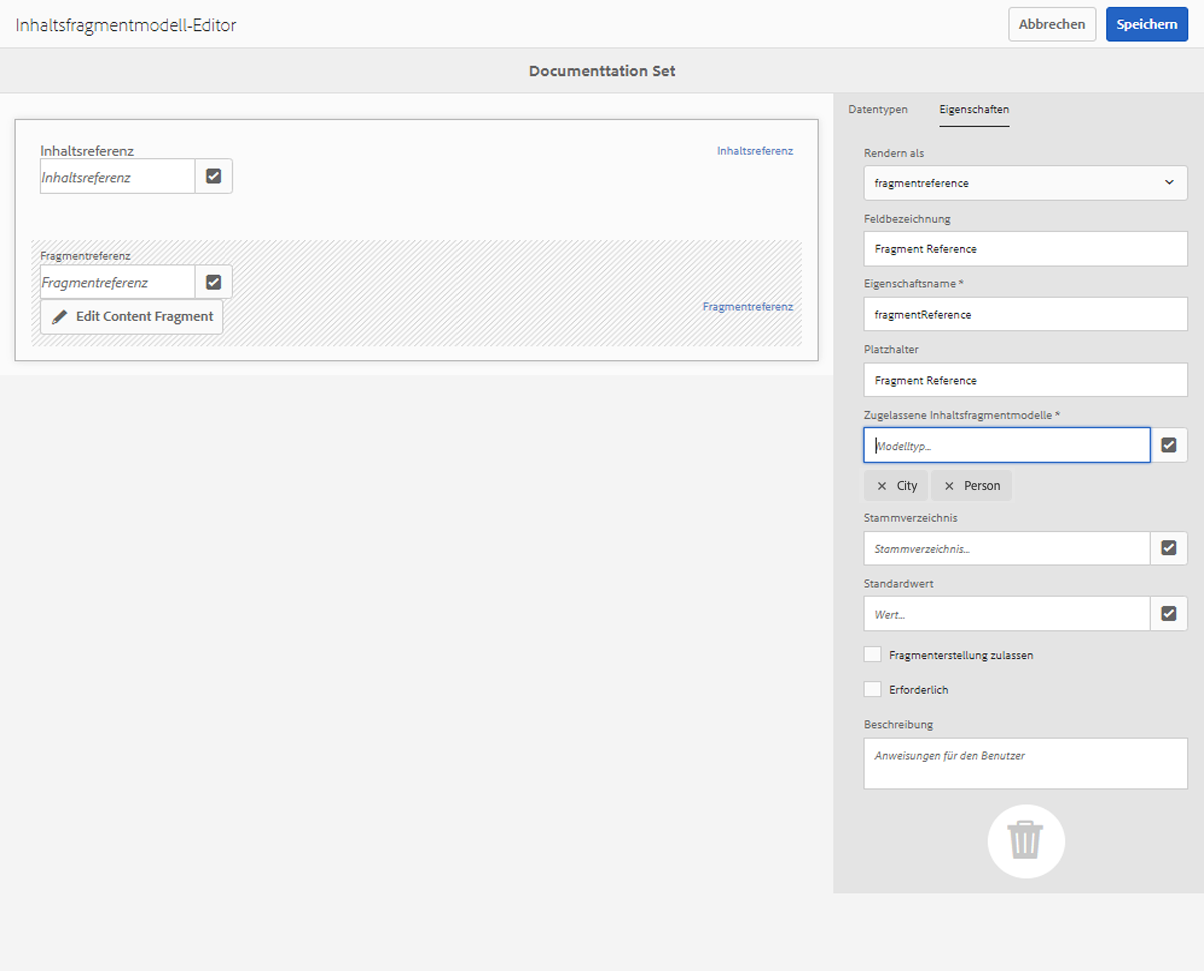 Inhaltsfragmentmodell-Editor
Abbrechen
Speichern
Documenttation Set
Inhaltsreferenz
Inhaltsreferenz
Inhaltsreferenz
Fragmentreferenz
Fragmentreferenz
Edit Content Fragment
Fragmentreferenz
Datentypen
Eigenschaften
Rendern als
fragmentreference
Feldbezeichnung
Fragment Reference
Eigenschaftsname *
fragmentReference
Platzhalter
Fragment Reference
Zugelassene Inhaltsfragmentmodelle *
Modelltyp...
× City
× Person
Stammverzeichnis
Stammverzeichnis...
Standardwert
Wert...
Fragmenterstellung zulassen
Erforderlich
Beschreibung
Anweisungen für den Benutzer